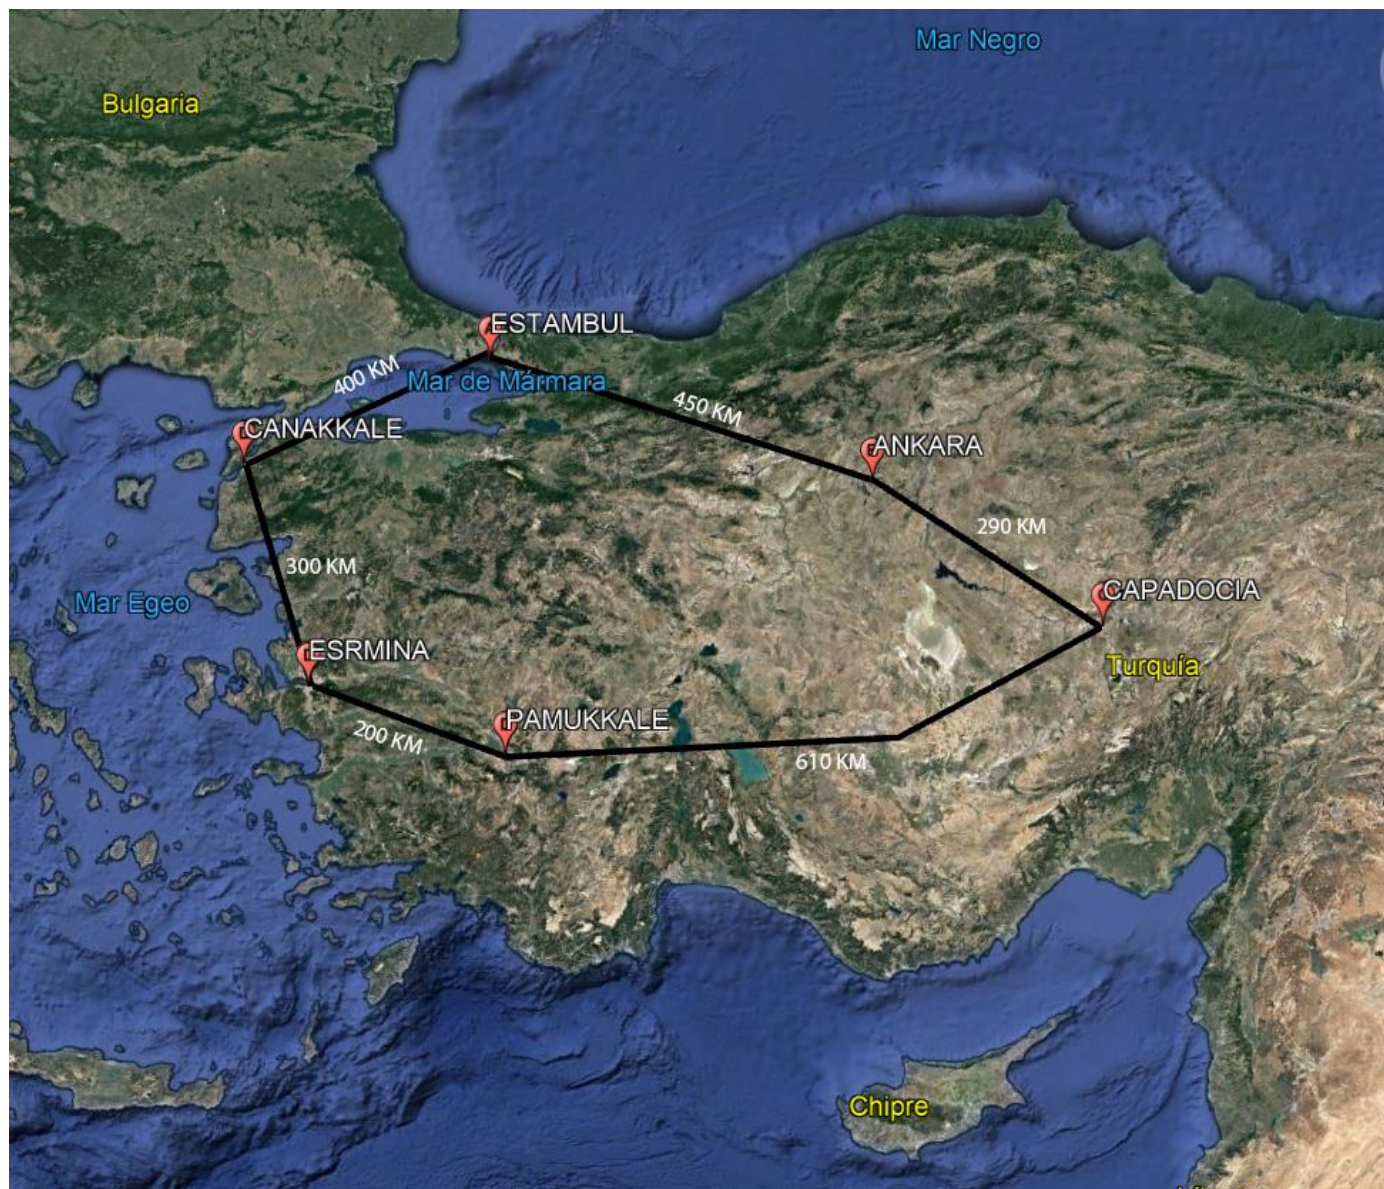 Mar Negro
Bulgaria
ESTAMBUL
400 KM
Mar de Mármara
450 KM
CANAKKALE
ANKARA
290 KM
300 KM
CAPADOCIA
Mar Egeo
ESRMINA
Turquía
200 KM
PAMUKKALE
610 KM
Chipre